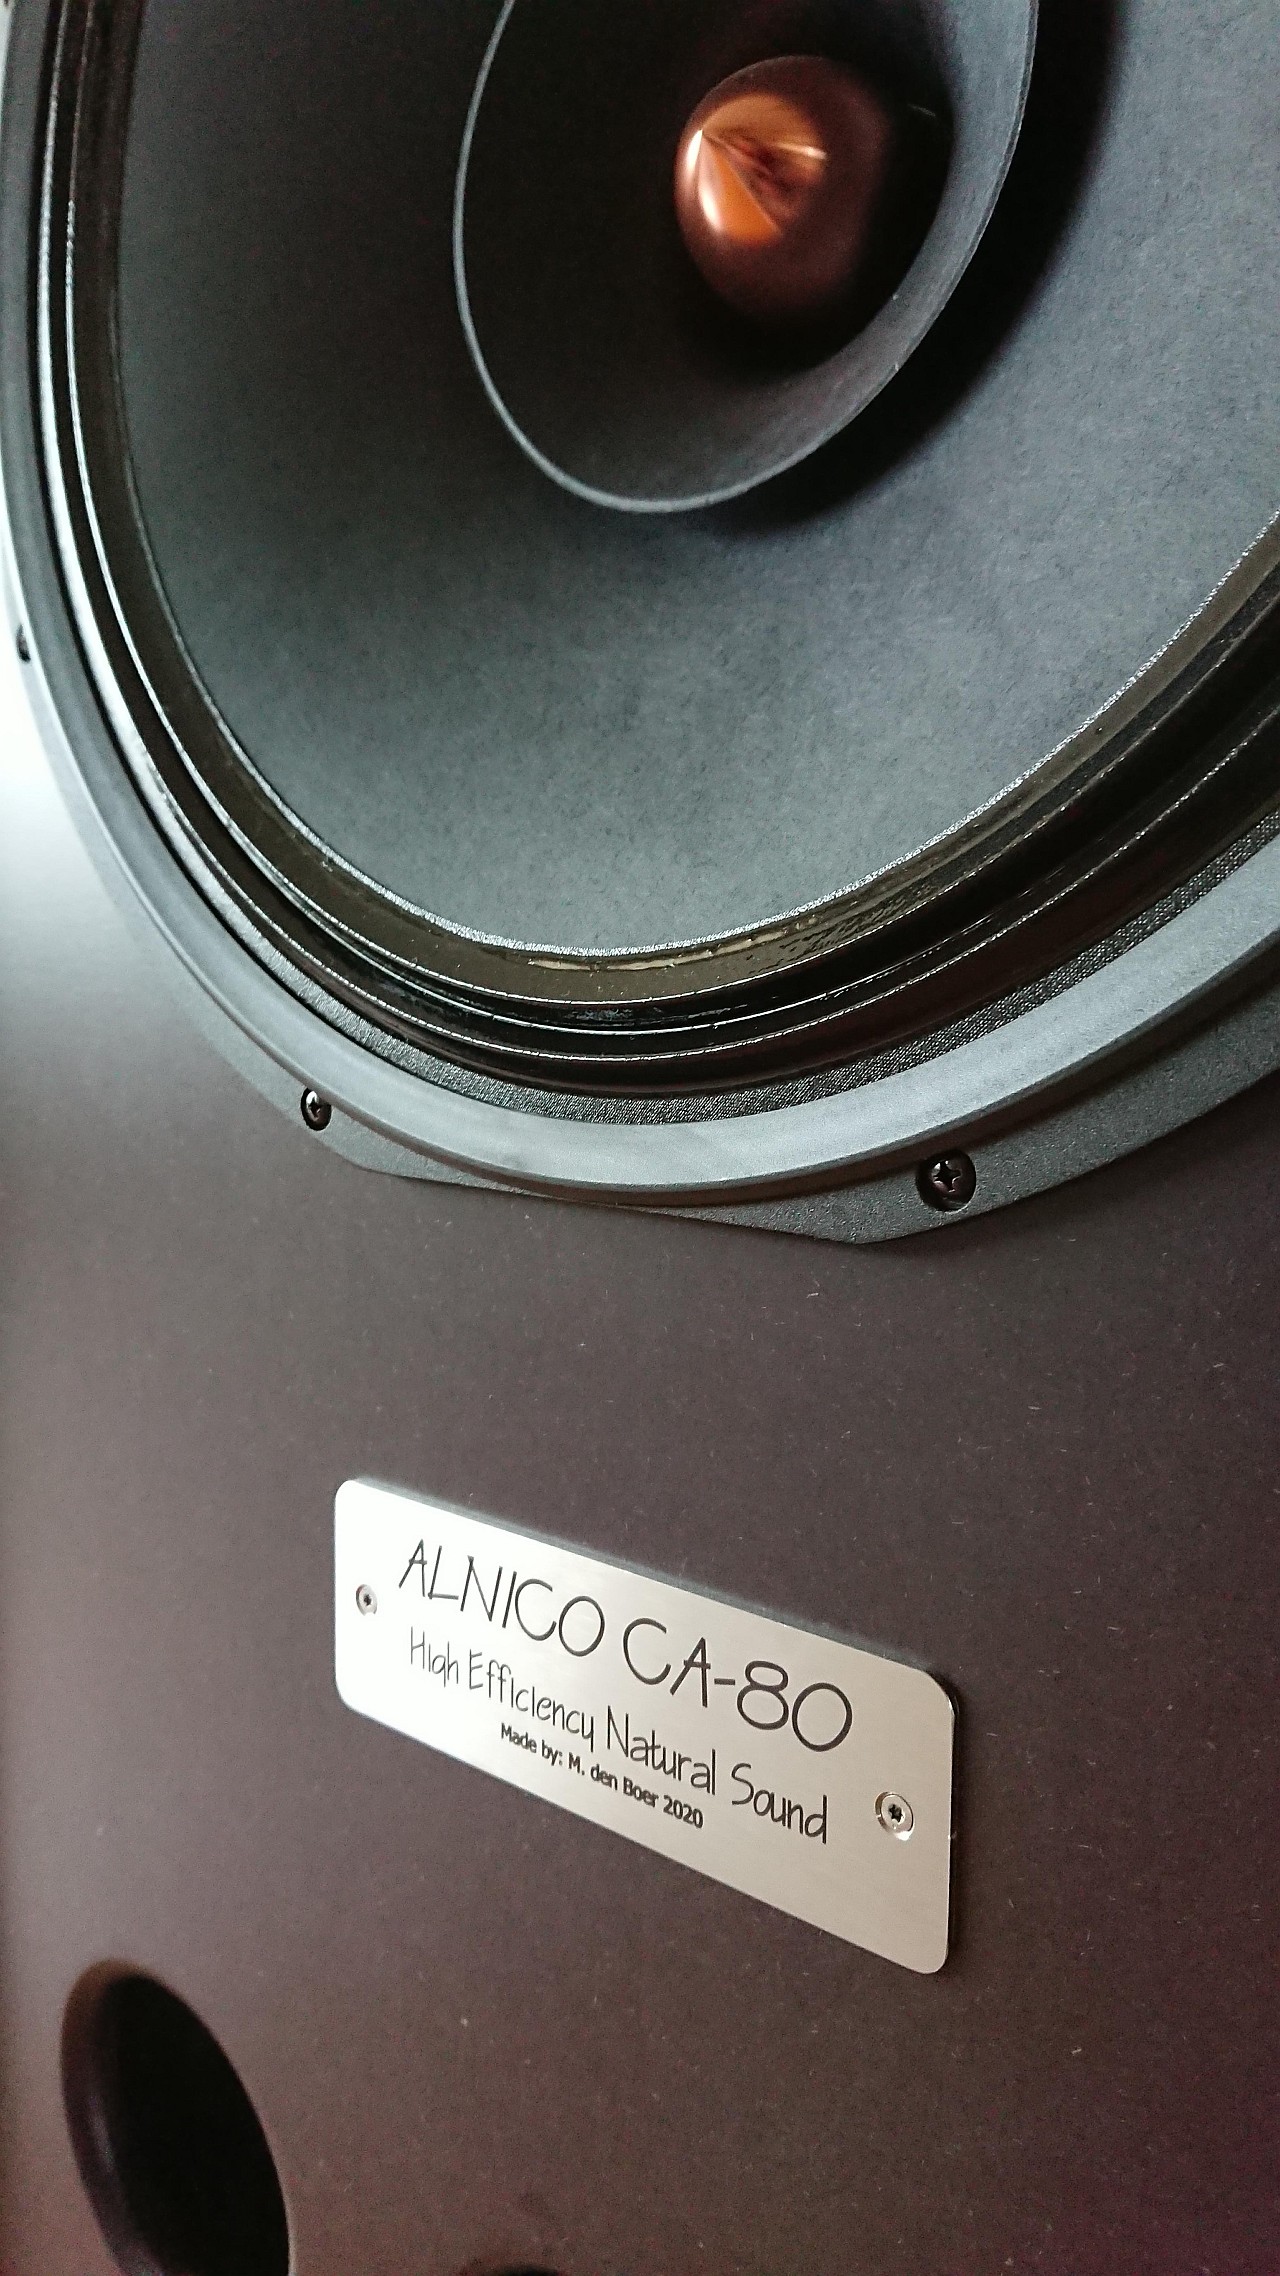 ALNICO CA-80
High Efficiency Natural Sound
Made by: M. den Boer 2020